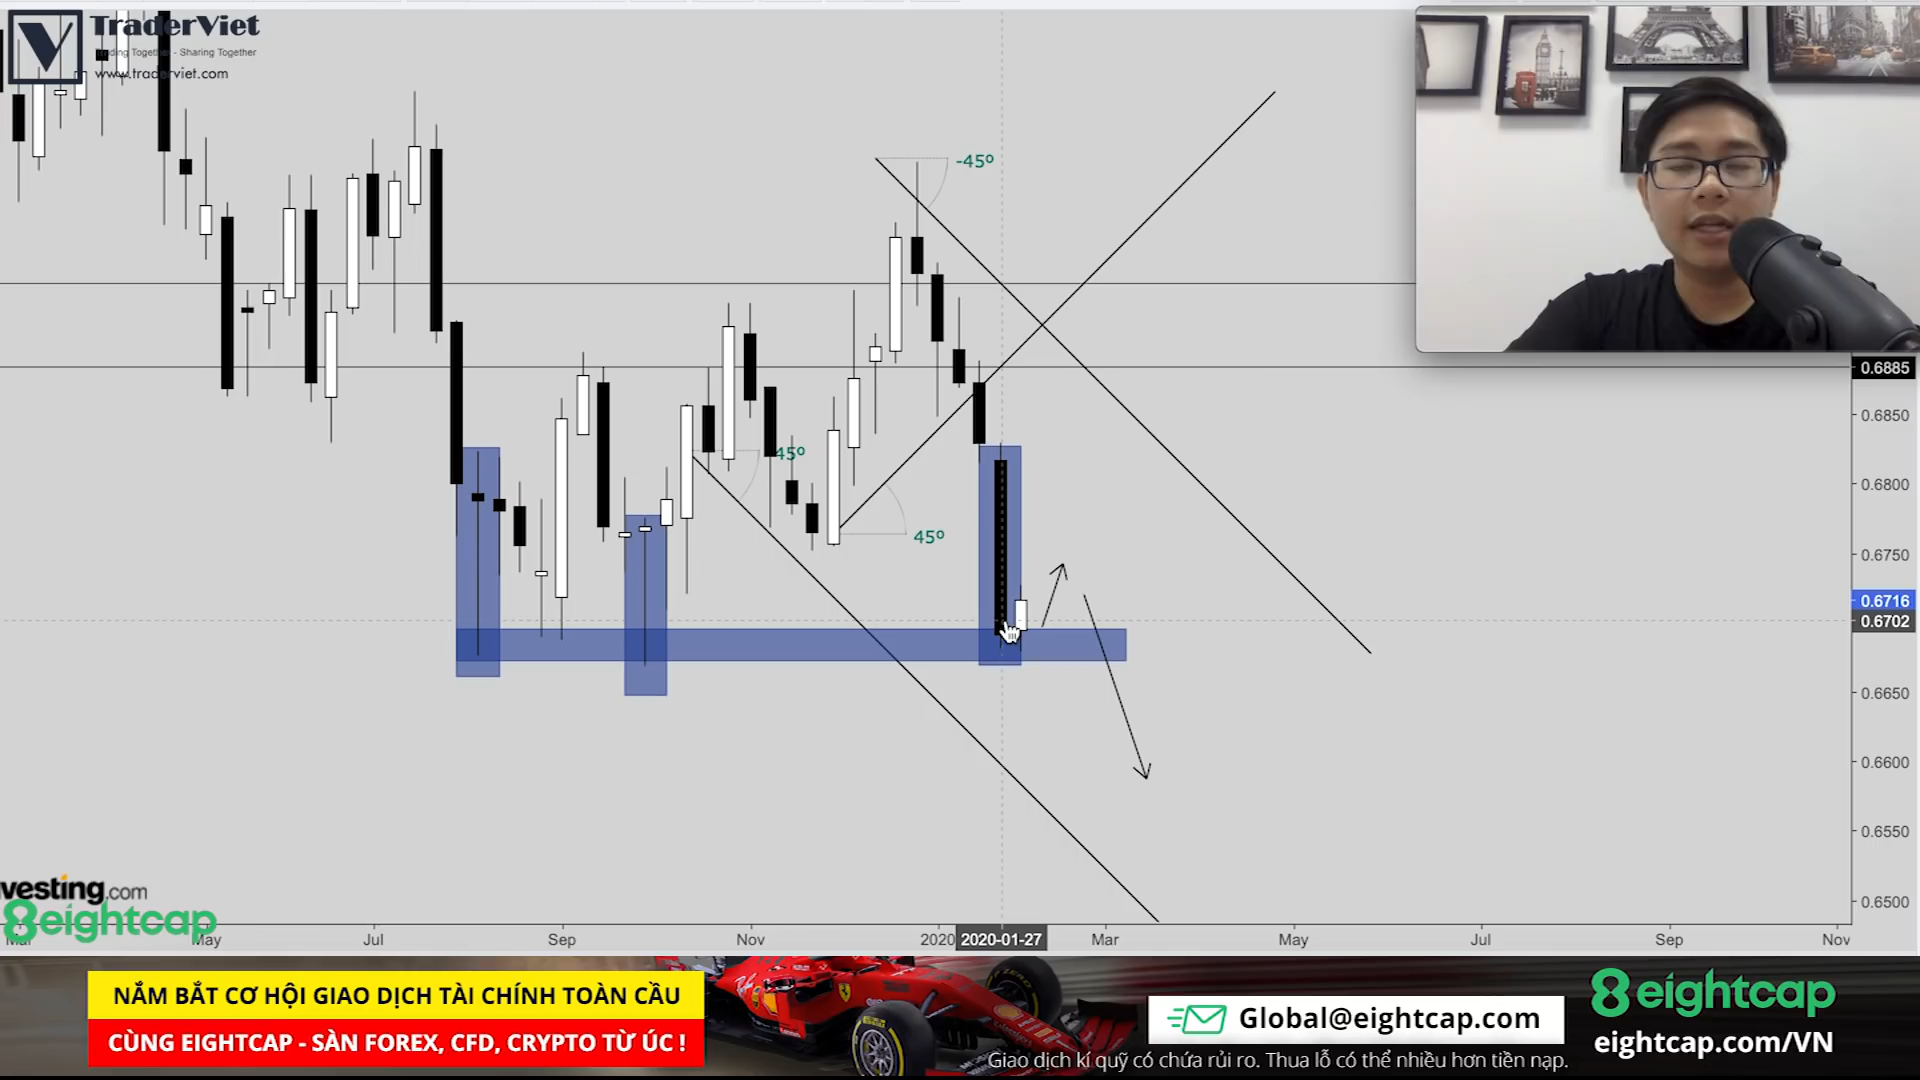 TraderViet
Trading Together - Sharing Together
www.traderviet.com
-45º
45º
45º
0.6885
0.6850
0.6800
0.6750
0.6716
0.6702
0.6650
0.6600
0.6550
0.6500
vesting.com
8eightcap
Mar May Jul Sep Nov 2020 2020-01-27 Mar May Jul Sep Nov
NẮM BẮT CƠ HỘI GIAO DỊCH TÀI CHÍNH TOÀN CẦU
CÙNG EIGHTCAP - SÀN FOREX, CFD, CRYPTO TỪ ÚC !
Global@eightcap.com
Giao dịch kí quỹ có chứa rủi ro. Thua lỗ có thể nhiều hơn tiền nạp.
8eightcap
eightcap.com/VN